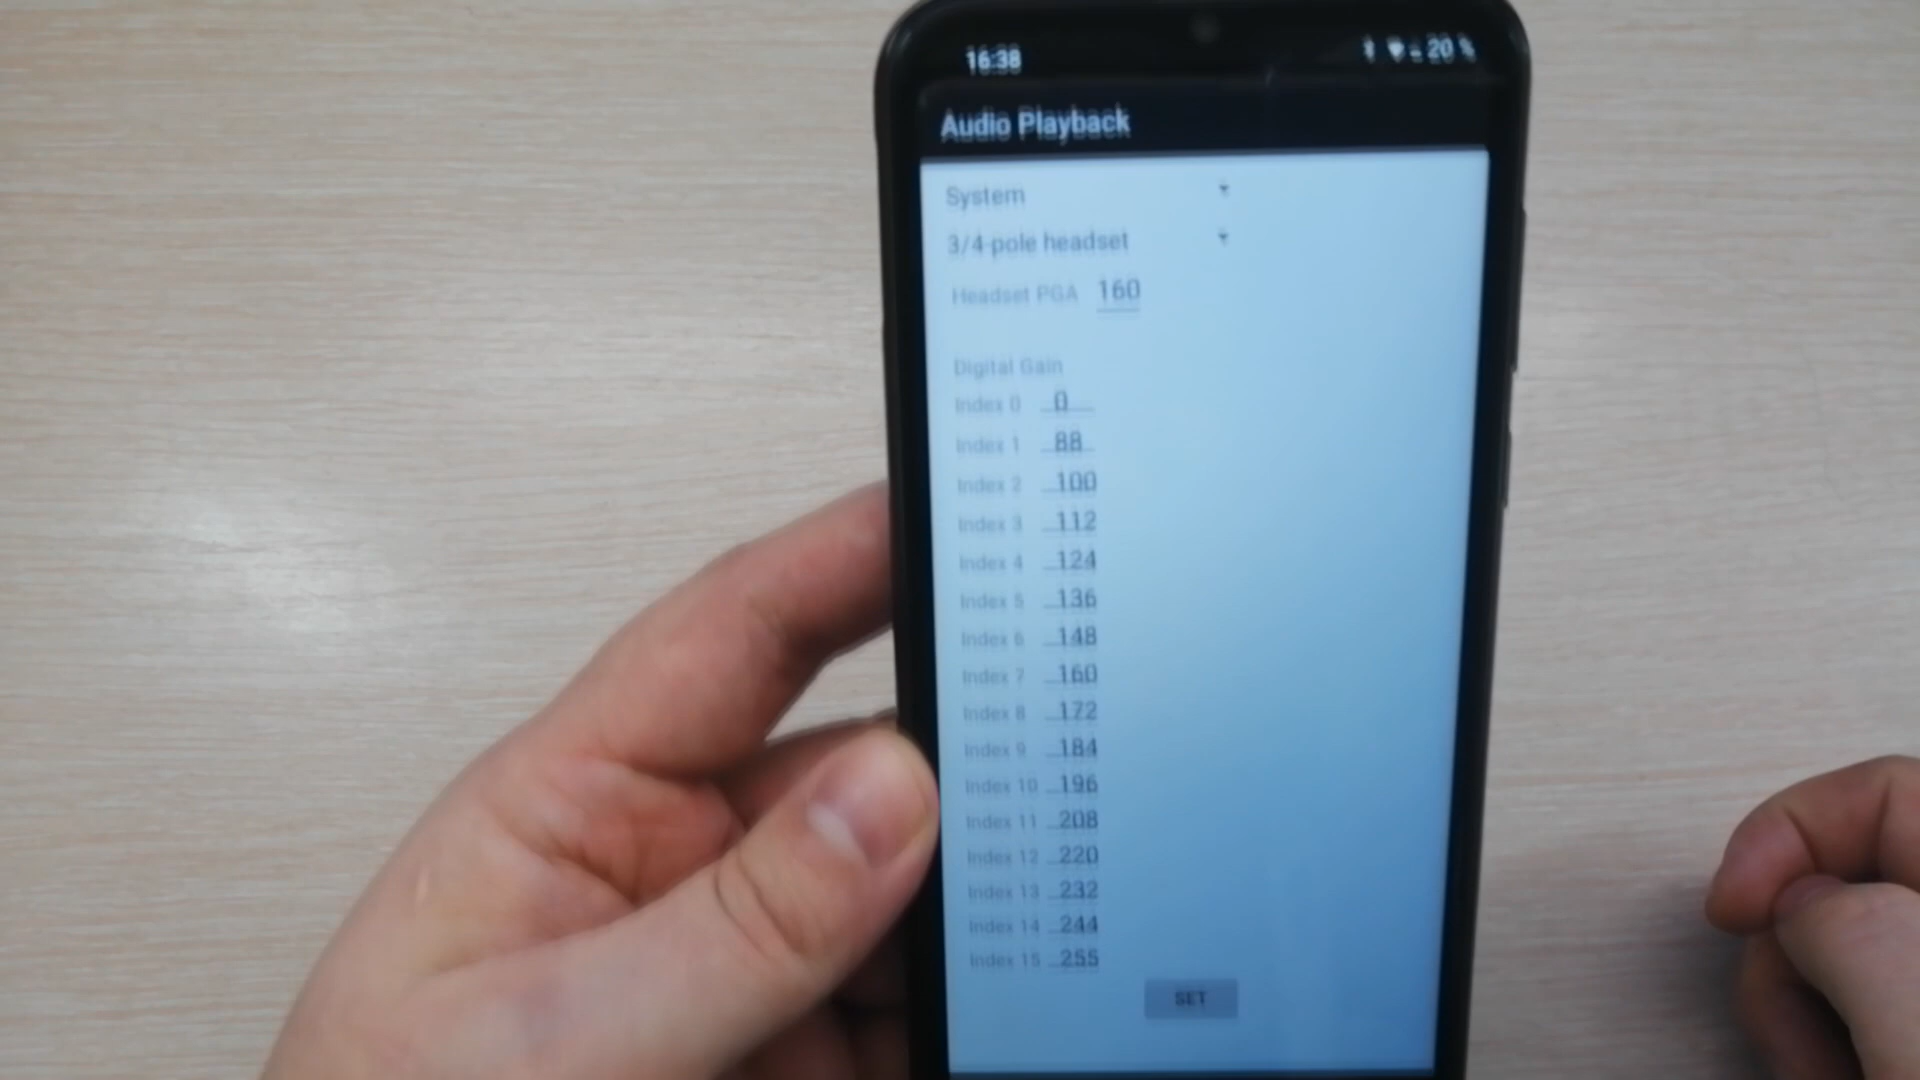 16:38 20 %
Audio Playback
System
3/4-pole headset
Headset PGA 160
Digital Gain
Index 0 0
Index 1 88
Index 2 100
Index 3 112
Index 4 124
Index 5 136
Index 6 148
Index 7 160
Index 8 172
Index 9 184
Index 10 196
Index 11 208
Index 12 220
Index 13 232
Index 14 244
Index 15 255
SET